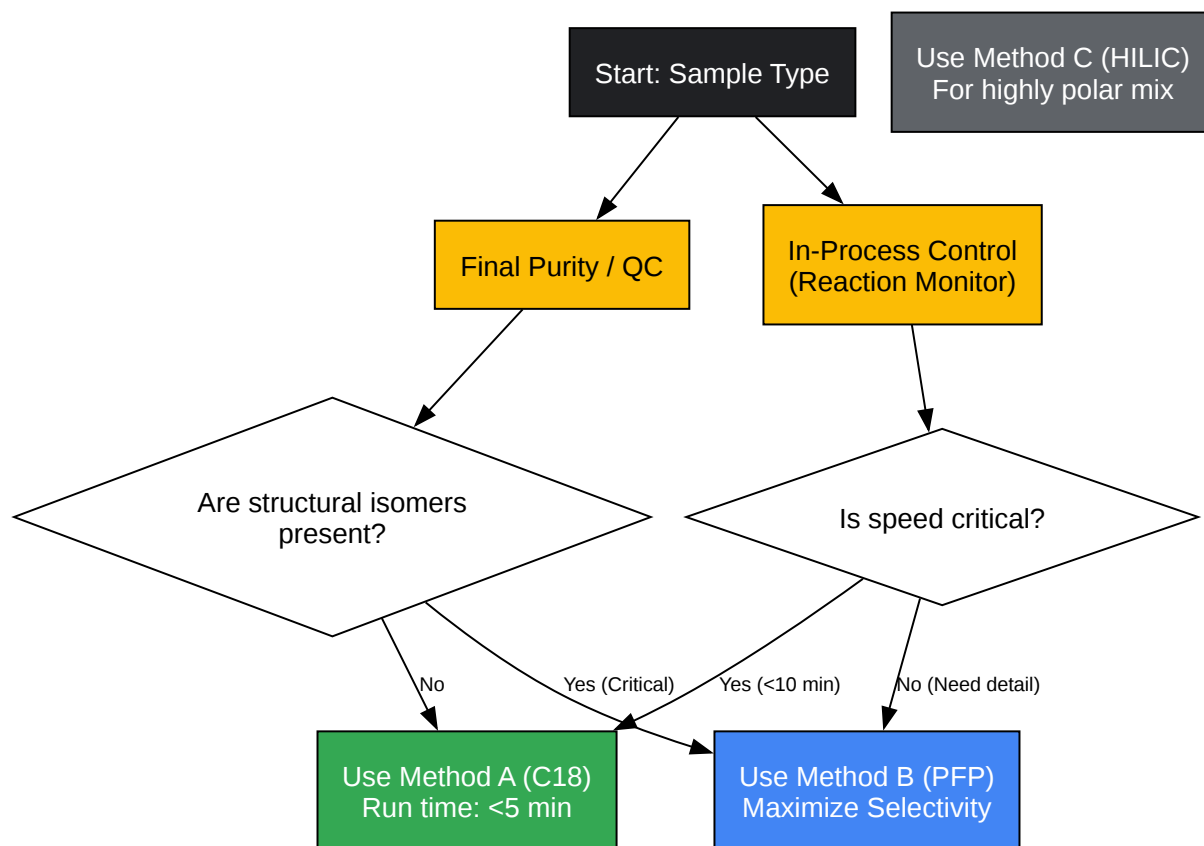 Start: Sample Type
Use Method C (HILIC)
For highly polar mix
Final Purity / QC
In-Process Control
(Reaction Monitor)
Are structural isomers
present?
Is speed critical?
No
Yes (Critical)
Yes (<10 min)
No (Need detail)
Use Method A (C18)
Run time: <5 min
Use Method B (PFP)
Maximize Selectivity